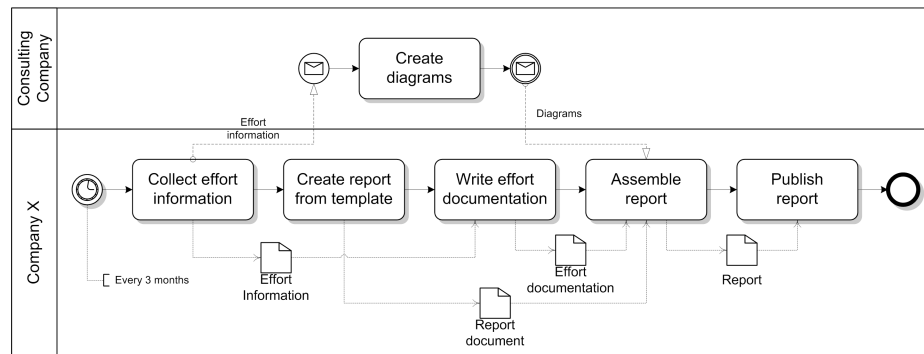 Consulting
Company
Create
diagrams
Effort
information
Diagrams
Company X
Collect effort
information
Create report
from template
Write effort
documentation
Assemble
report
Publish
report
Every 3 months
Effort
Information
Effort
documentation
Report
Report
document